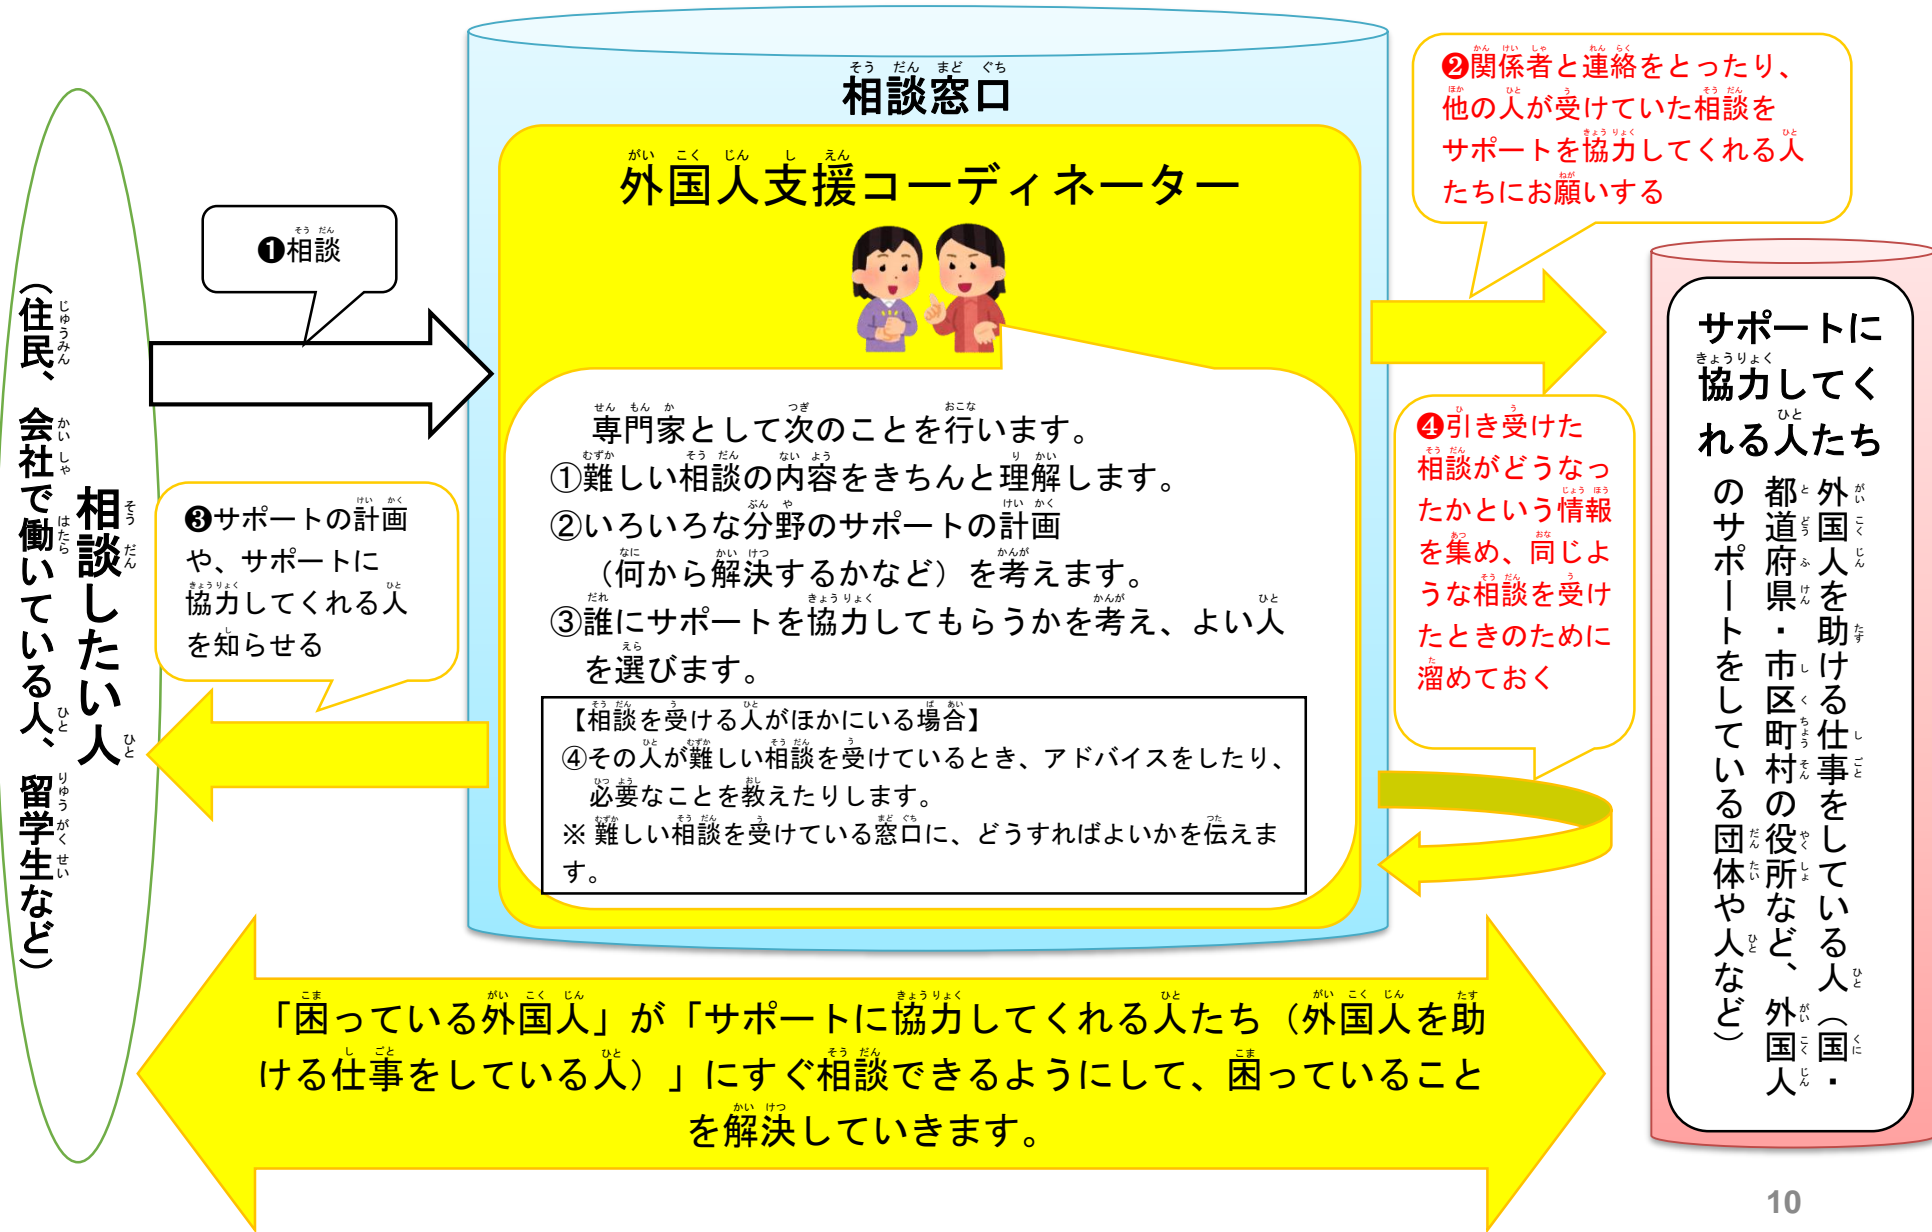 相談したい人
（住民、会社で働いている人、留学生など）
❶相談
❸サポートの計画
や、サポートに
協力してくれる人
を知らせる
相談窓口
外国人支援コーディネーター
専門家として次のことを行います。
①難しい相談の内容をきちんと理解します。
②いろいろな分野のサポートの計画
（何から解決するかなど）を考えます。
③誰にサポートを協力してもらうかを考え、よい人
を選びます。
【相談を受ける人がほかにいる場合】
④その人が難しい相談を受けているとき、アドバイスをしたり、
必要なことを教えたりします。
※難しい相談を受けている窓口に、どうすればよいかを伝えま
す。
❷関係者と連絡をとったり、
他の人が受けていた相談を
サポートを協力してくれる人
たちにお願いする
❹引き受けた
相談がどうなっ
たかという情報
を集め、同じよ
うな相談を受け
たときのために
溜めておく
サポートに
協力してく
れる人たち
外国人を助ける仕事をしている人（国・
都道府県・市区町村の役所など、外国人
のサポートをしている団体や人など）
「困っている外国人」が「サポートに協力してくれる人たち（外国人を助
ける仕事をしている人）」にすぐ相談できるようにして、困っていること
を解決していきます。
10